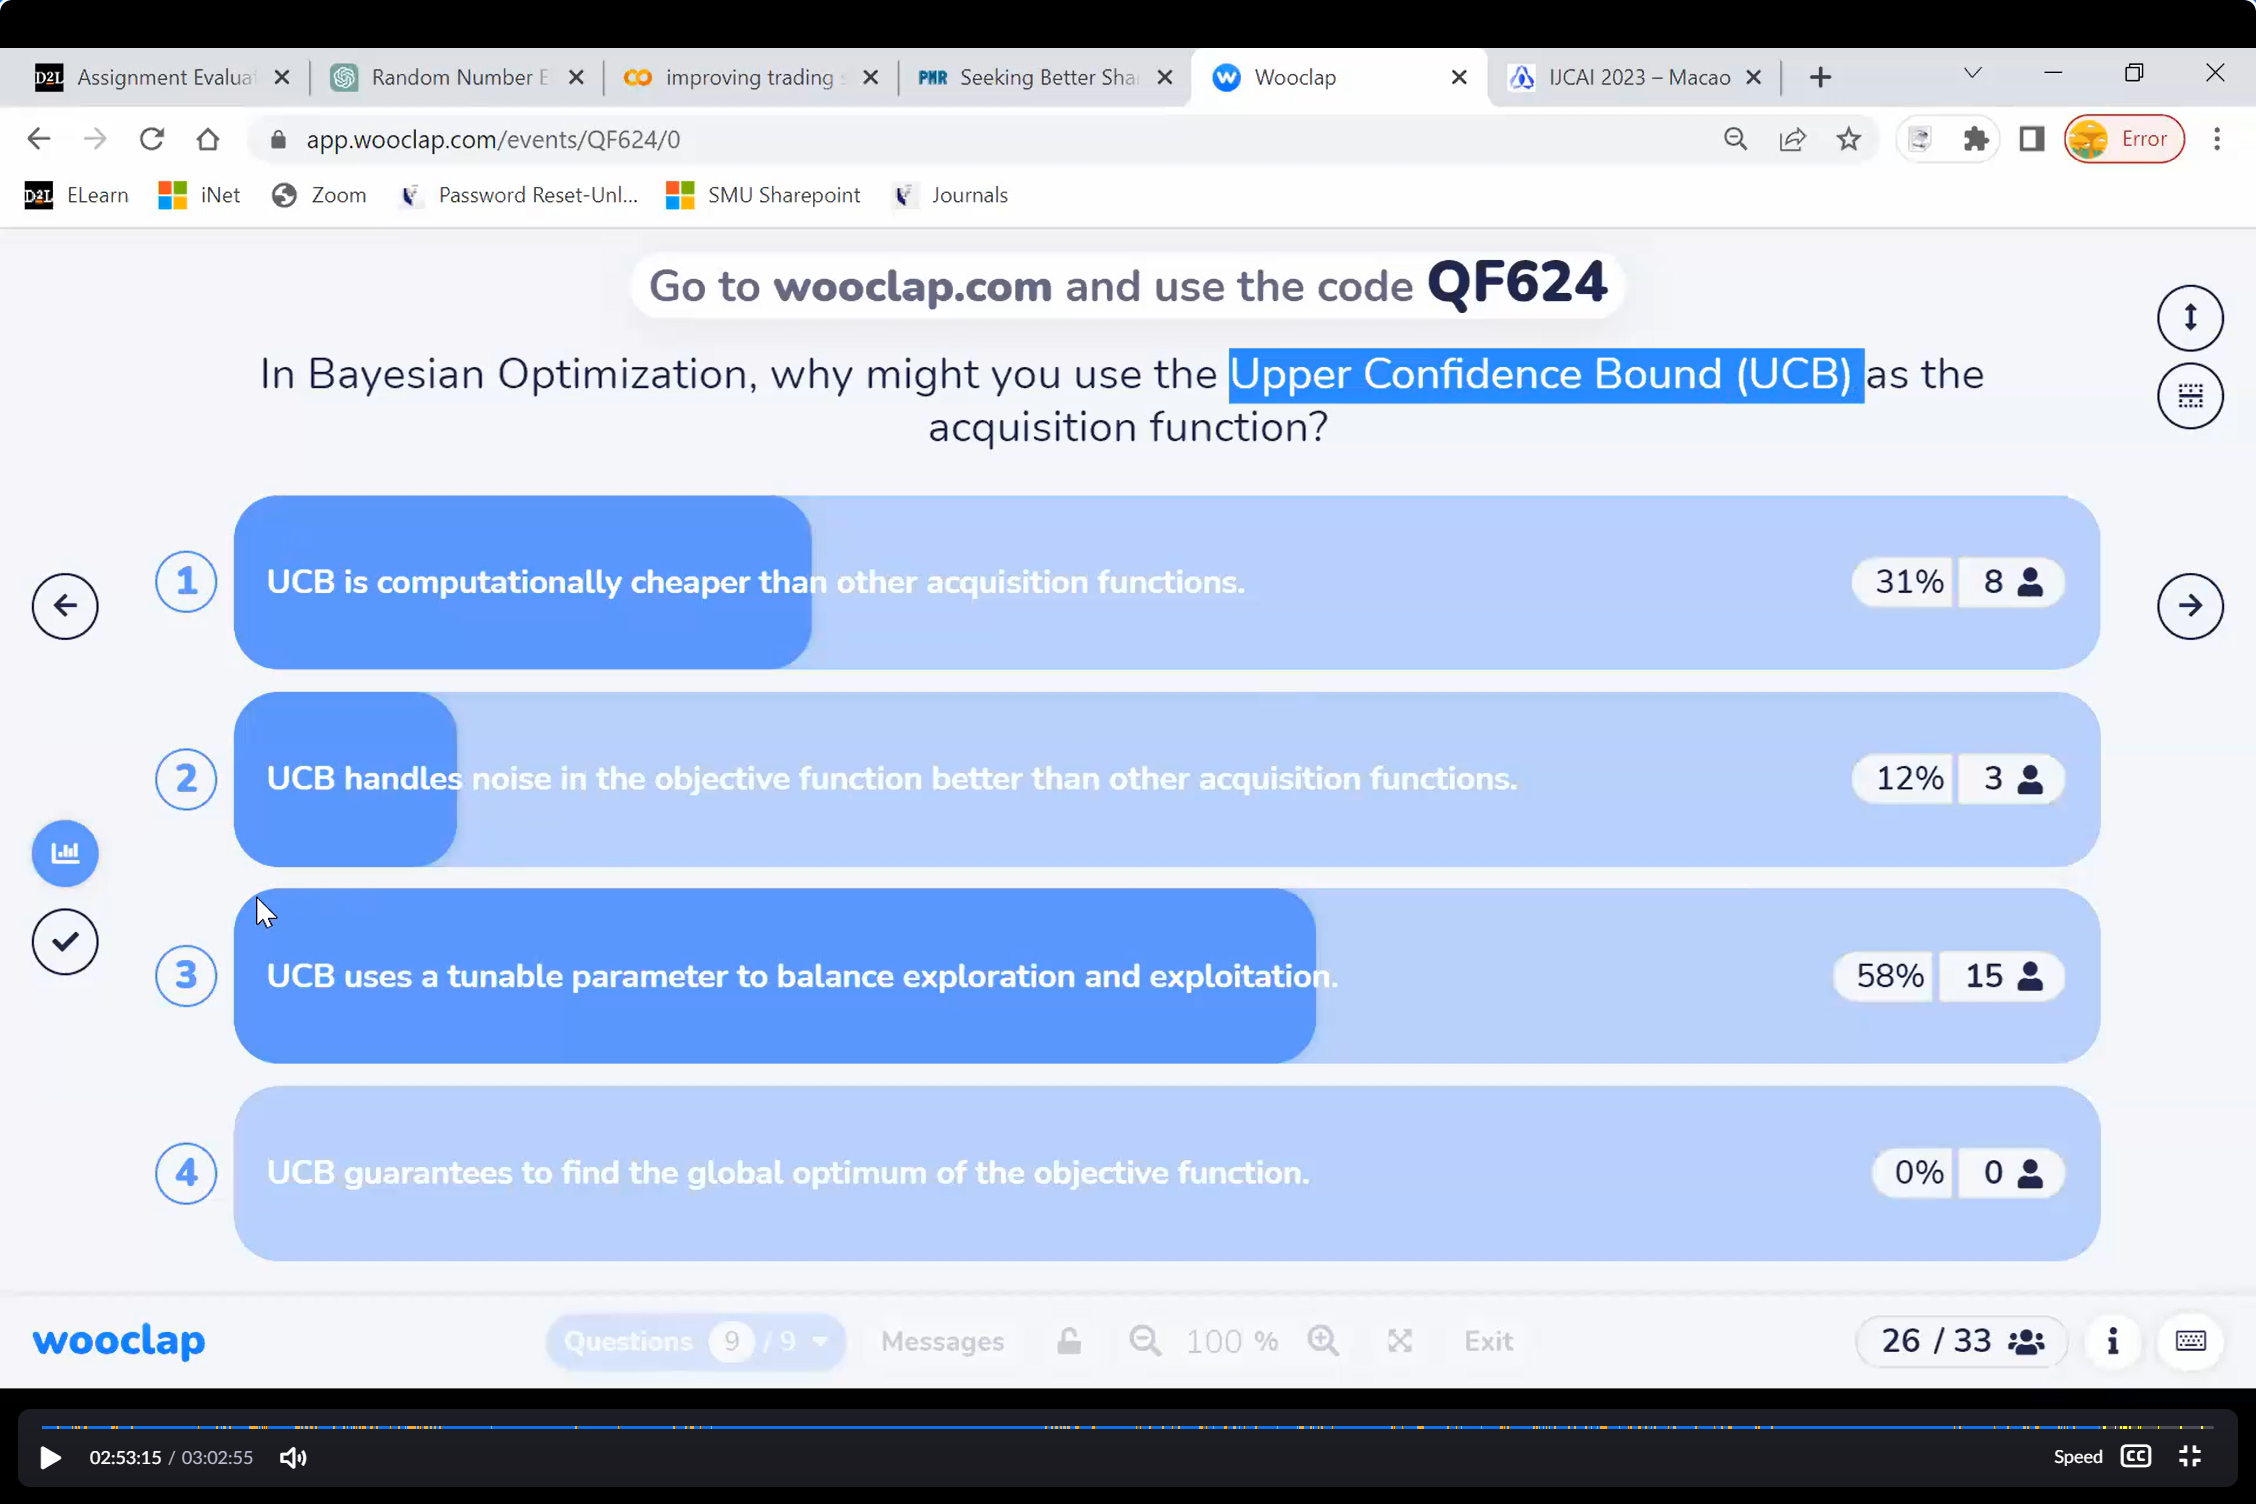 D2L Assignment Evalua
Random Number E
improving trading s
PMR Seeking Better Sha
Wooclap
IJCAI 2023 – Macao
app.wooclap.com/events/QF624/0
Error
D2L ELearn
iNet
Zoom
Password Reset-Unl...
SMU Sharepoint
Journals
Go to wooclap.com and use the code QF624
In Bayesian Optimization, why might you use the Upper Confidence Bound (UCB) as the
acquisition function?
1 UCB is computationally cheaper than other acquisition functions. 31% 8
2 UCB handles noise in the objective function better than other acquisition functions. 12% 3
3 UCB uses a tunable parameter to balance exploration and exploitation. 58% 15
4 UCB guarantees to find the global optimum of the objective function. 0% 0
wooclap Questions 9 / 9 Messages 100 % Exit 26 / 33
02:53:15 / 03:02:55 Speed CC